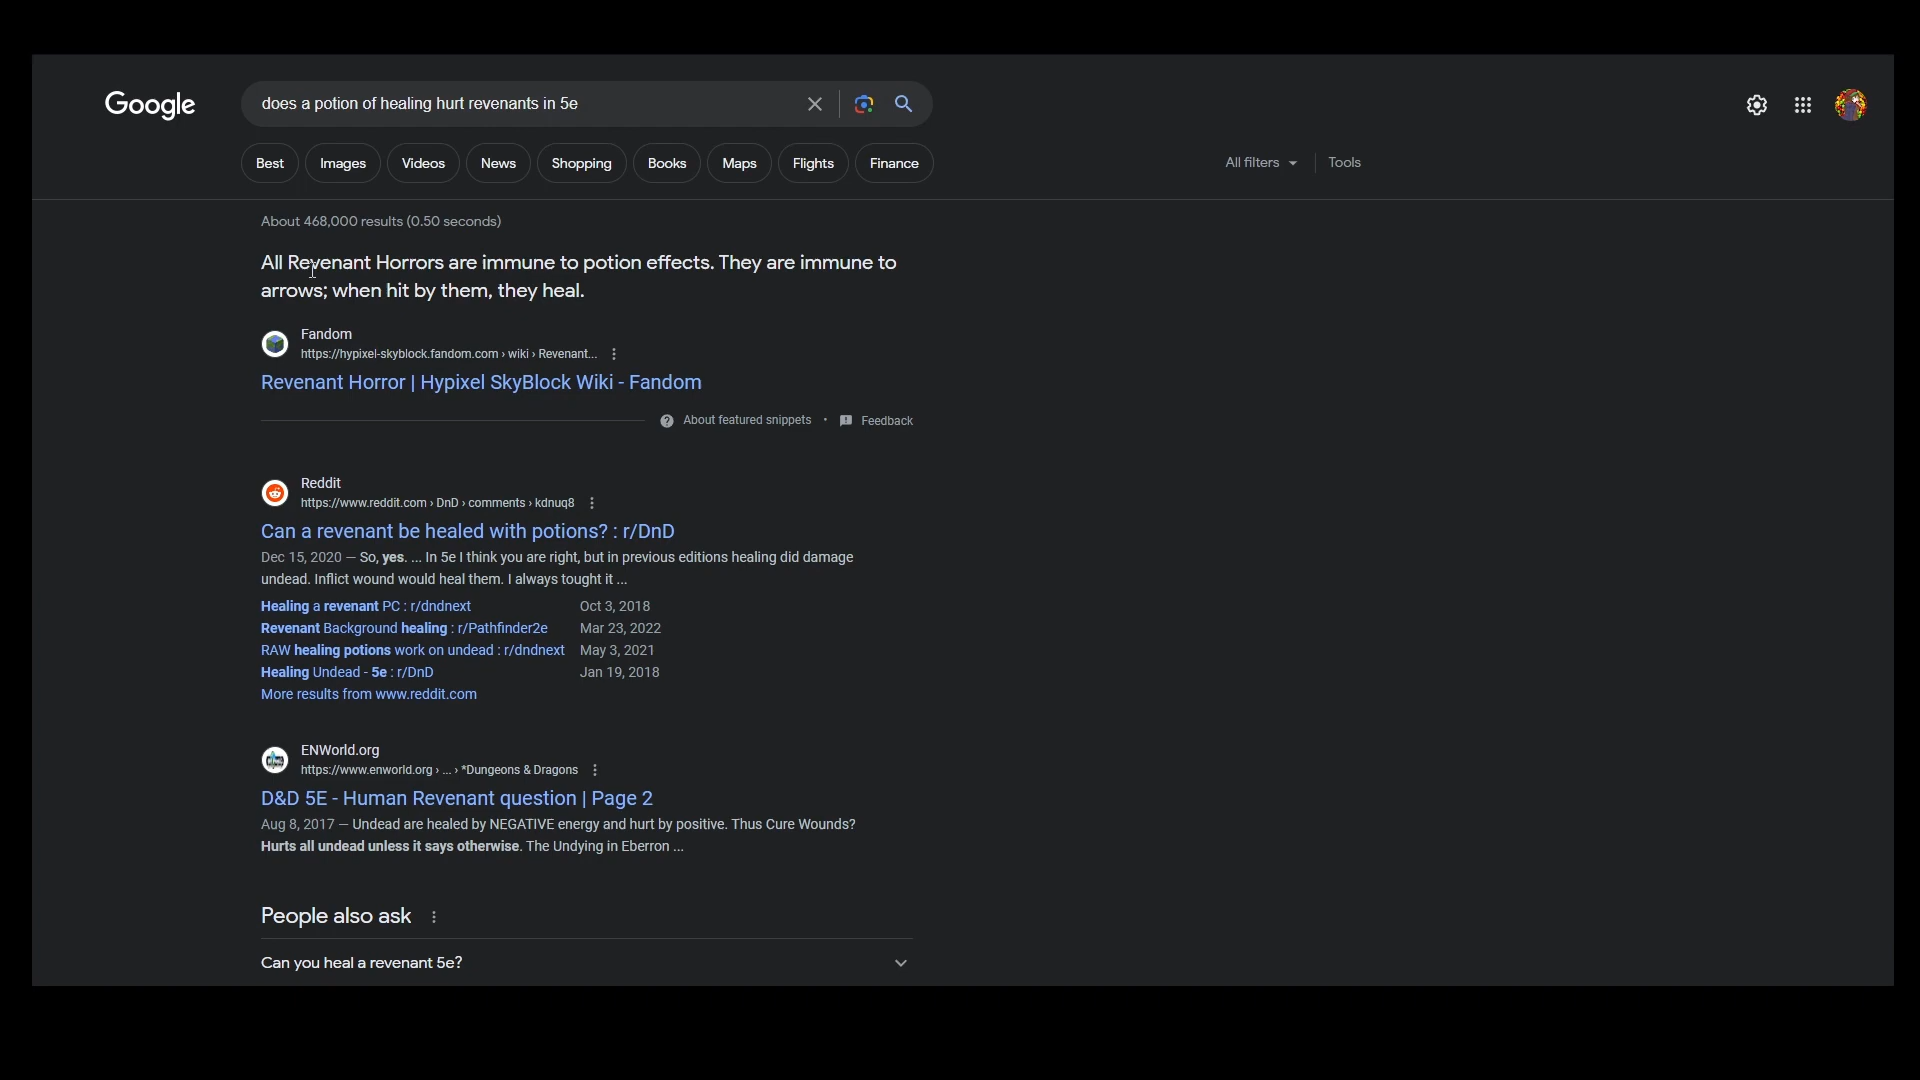 Google
does a potion of healing hurt revenants in 5e
Best Images Videos News Shopping Books Maps Flights Finance All filters Tools
About 468,000 results (0.50 seconds)
All Revenant Horrors are immune to potion effects. They are immune to
arrows; when hit by them, they heal.
Fandom
https://hypixel-skyblock.fandom.com › wiki › Revenant...
Revenant Horror | Hypixel SkyBlock Wiki - Fandom
About featured snippets • Feedback
Reddit
https://www.reddit.com › DnD › comments › kdnuq8
Can a revenant be healed with potions? : r/DnD
Dec 15, 2020 — So, yes. ... In 5e I think you are right, but in previous editions healing did damage
undead. Inflict wound would heal them. I always tought it ...
Healing a revenant PC : r/dndnext Oct 3, 2018
Revenant Background healing : r/Pathfinder2e Mar 23, 2022
RAW healing potions work on undead : r/dndnext May 3, 2021
Healing Undead - 5e : r/DnD Jan 19, 2018
More results from www.reddit.com
ENWorld.org
https://www.enworld.org › ... › *Dungeons & Dragons
D&D 5E - Human Revenant question | Page 2
Aug 8, 2017 — Undead are healed by NEGATIVE energy and hurt by positive. Thus Cure Wounds?
Hurts all undead unless it says otherwise. The Undying in Eberron ...
People also ask
Can you heal a revenant 5e?